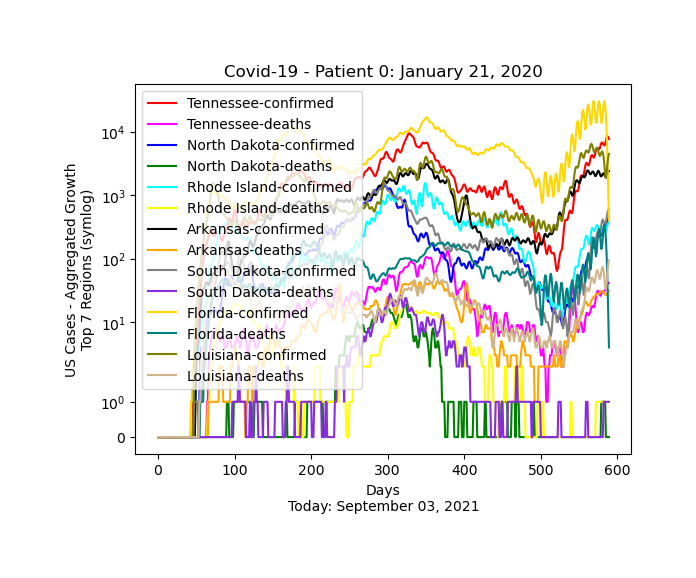 Covid-19 - Patient 0: January 21, 2020
US Cases - Aggregated Growth
Top 7 Regions (symlog)
10^4
10^3
10^2
10^1
10^0
0
Tennessee-confirmed
Tennessee-deaths
North Dakota-confirmed
North Dakota-deaths
Rhode Island-confirmed
Rhode Island-deaths
Arkansas-confirmed
Arkansas-deaths
South Dakota-confirmed
South Dakota-deaths
Florida-confirmed
Florida-deaths
Louisiana-confirmed
Louisiana-deaths
0 100 200 300 400 500 600
Days
Today: September 03, 2021